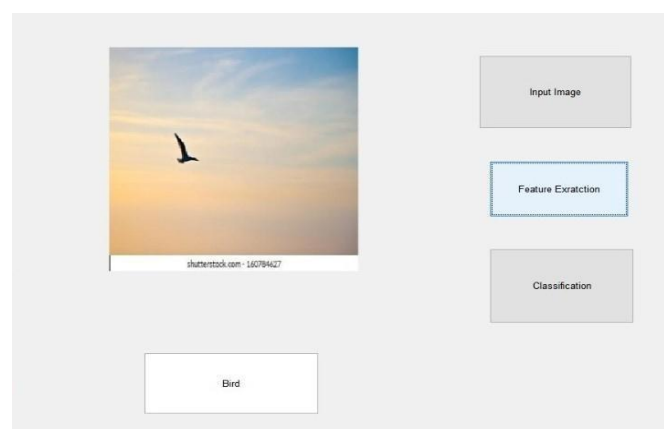 Input Image
Feature Exratction
shutterstock.com · 160784627
Classification
Bird